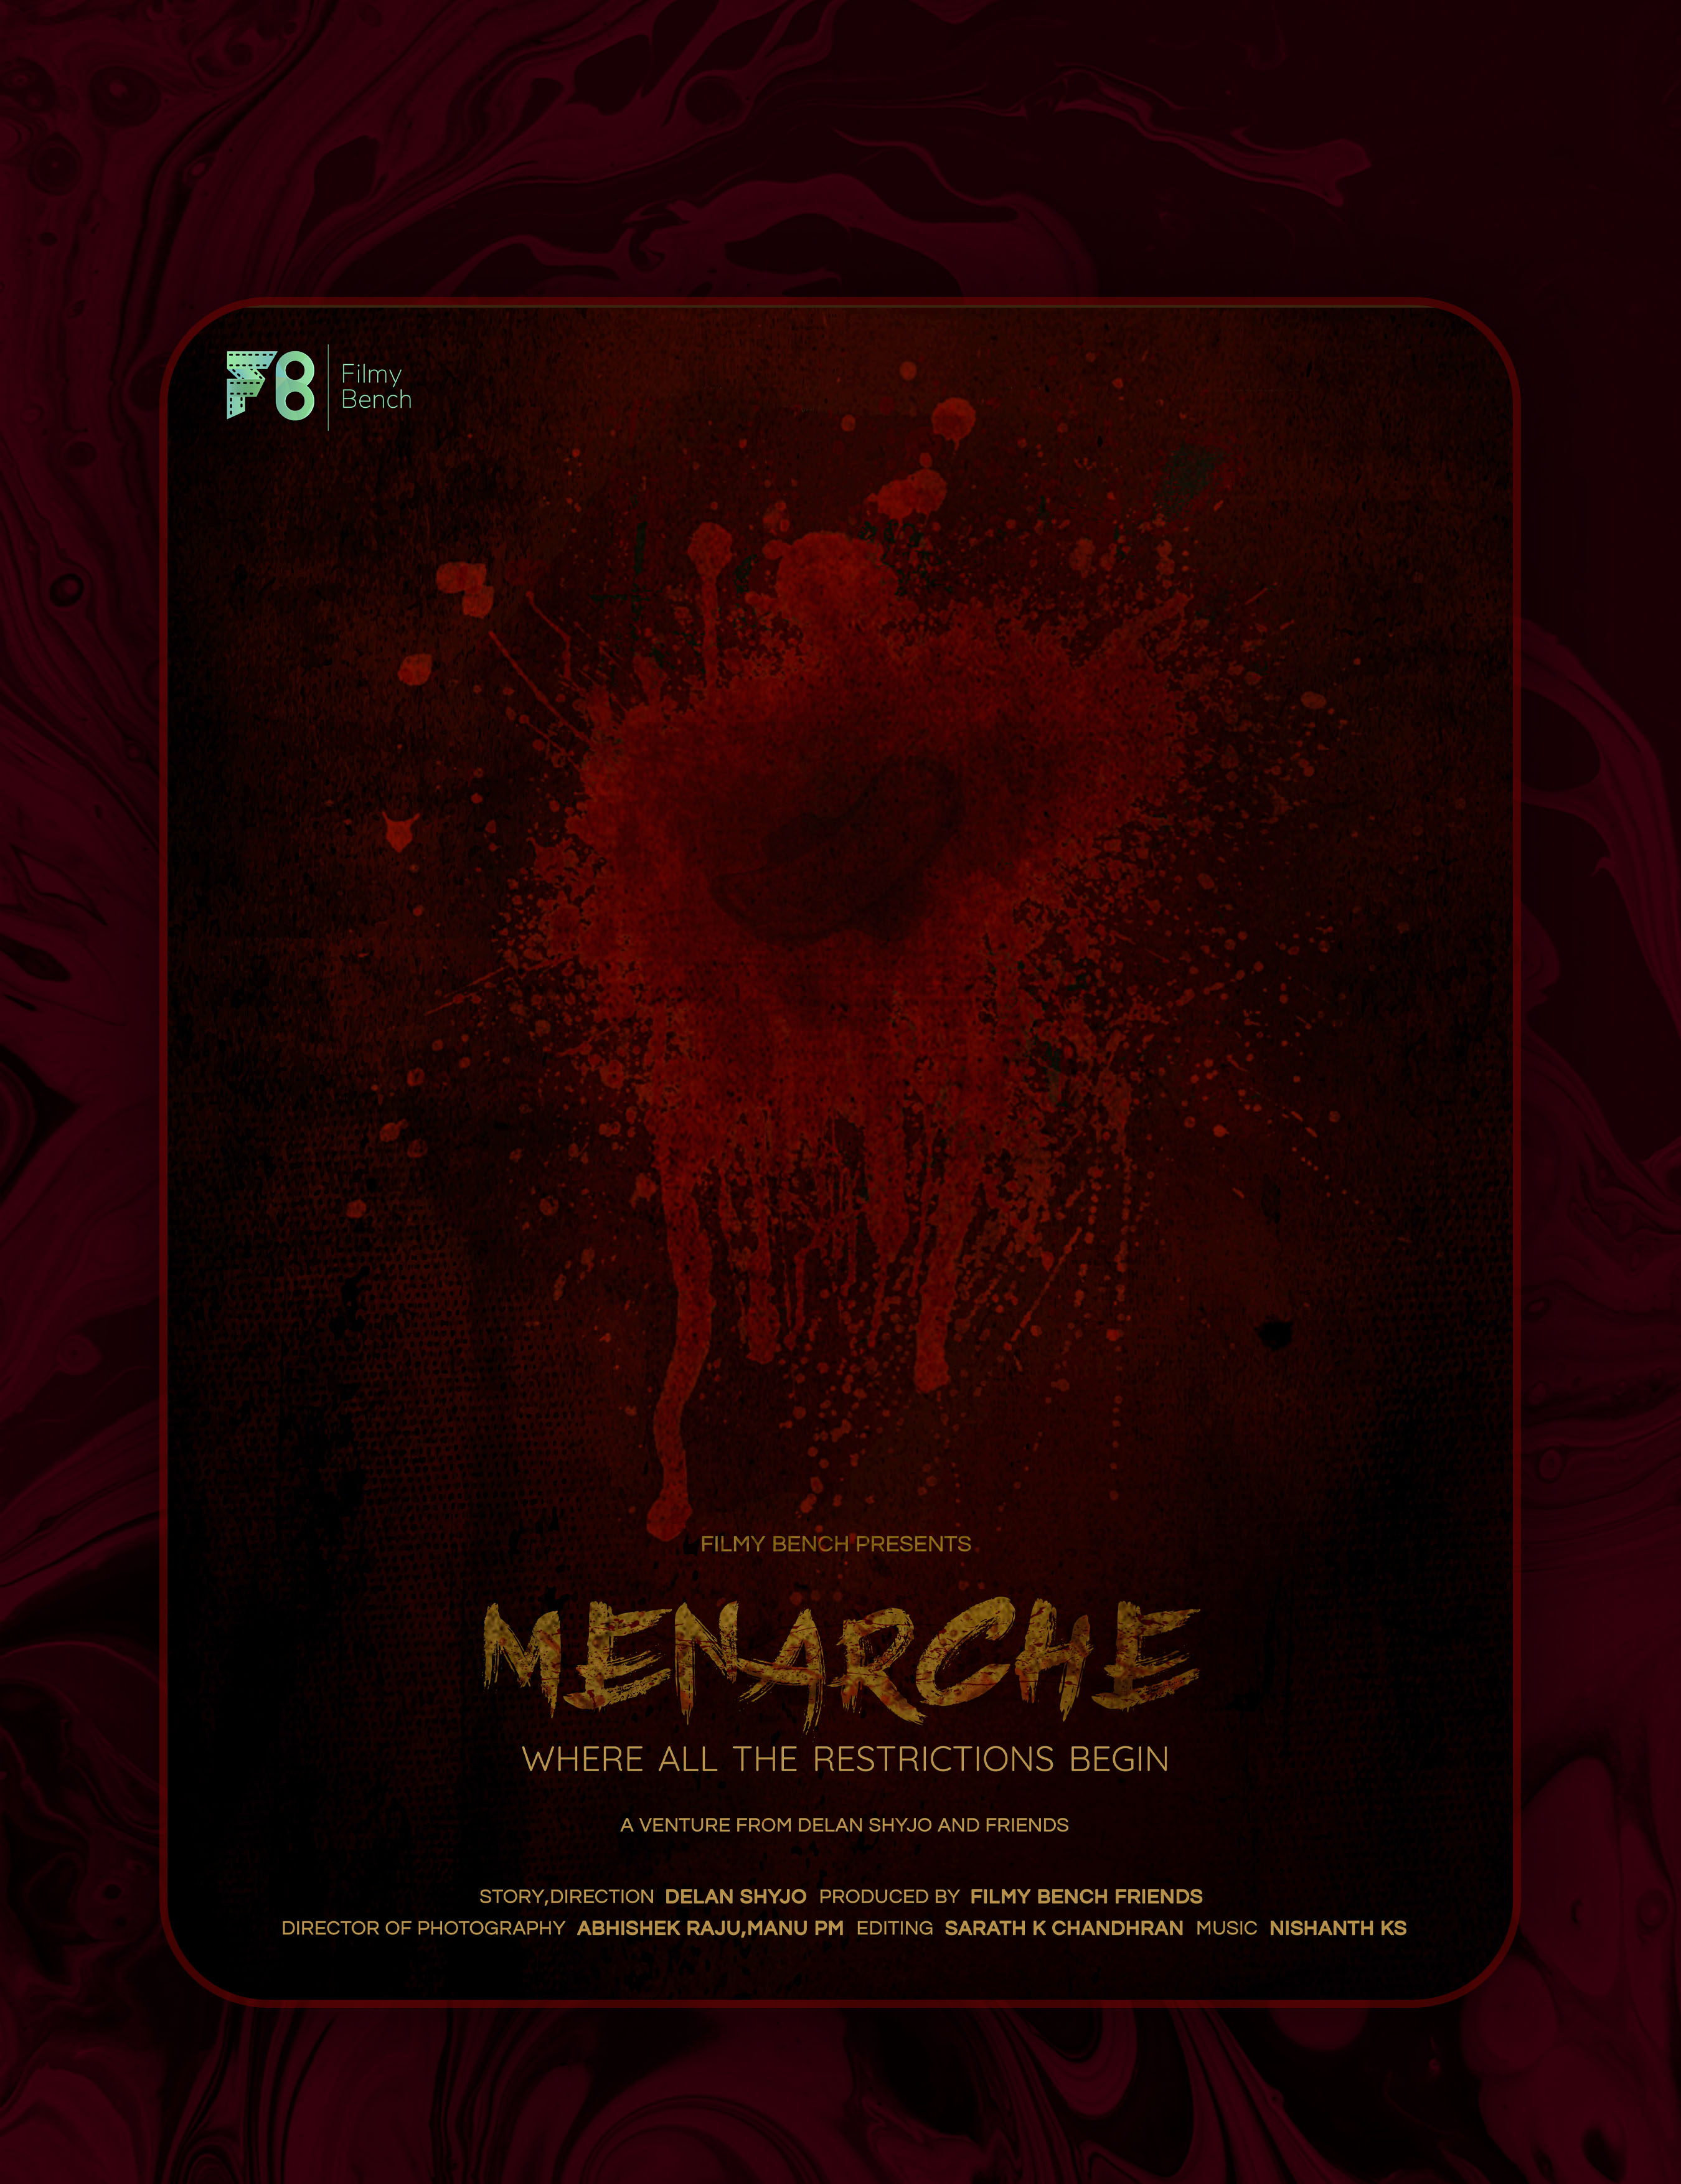 Filmy
Bench
FILMY BENCH PRESENTS
MENARCHE
WHERE ALL THE RESTRICTIONS BEGIN
A VENTURE FROM DELAN SHYJO AND FRIENDS
STORY,DIRECTION DELAN SHYJO PRODUCED BY FILMY BENCH FRIENDS
DIRECTOR OF PHOTOGRAPHY ABHISHEK RAJU,MANU PM EDITING SARATH K CHANDHRAN MUSIC NISHANTH KS